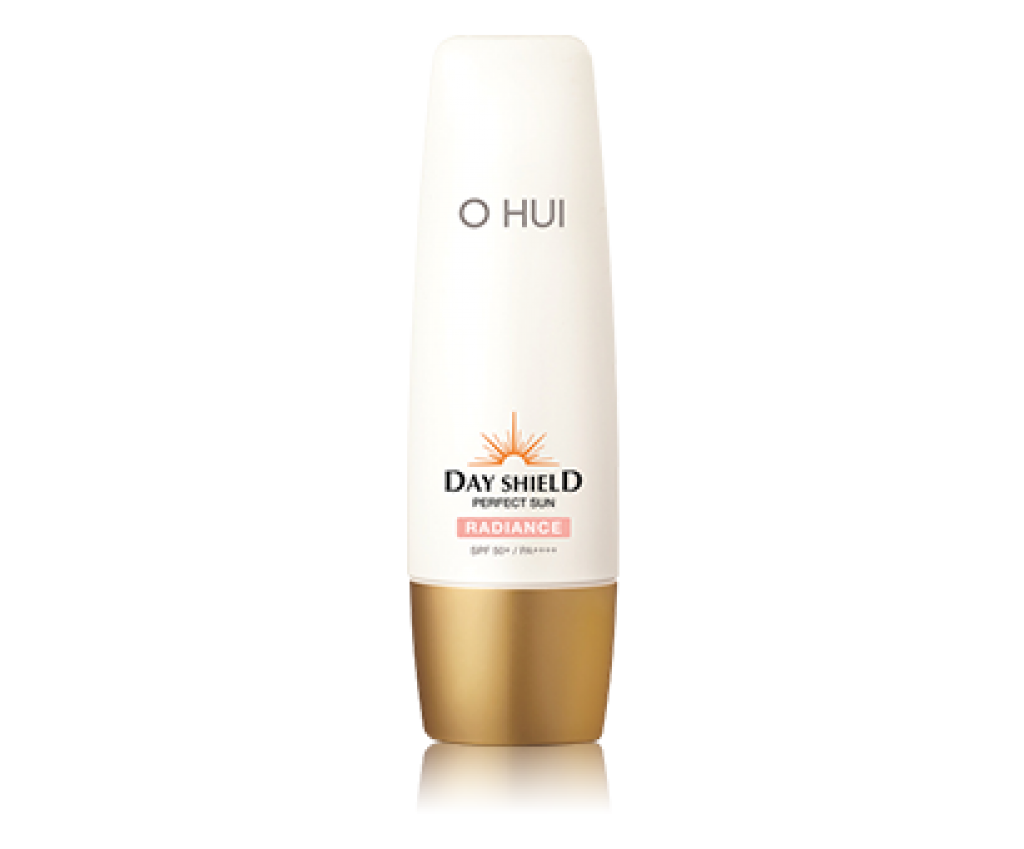 O HUI
DAY SHIELD
PERFECT SUN
RADIANCE
SPF 50+ / PA++++